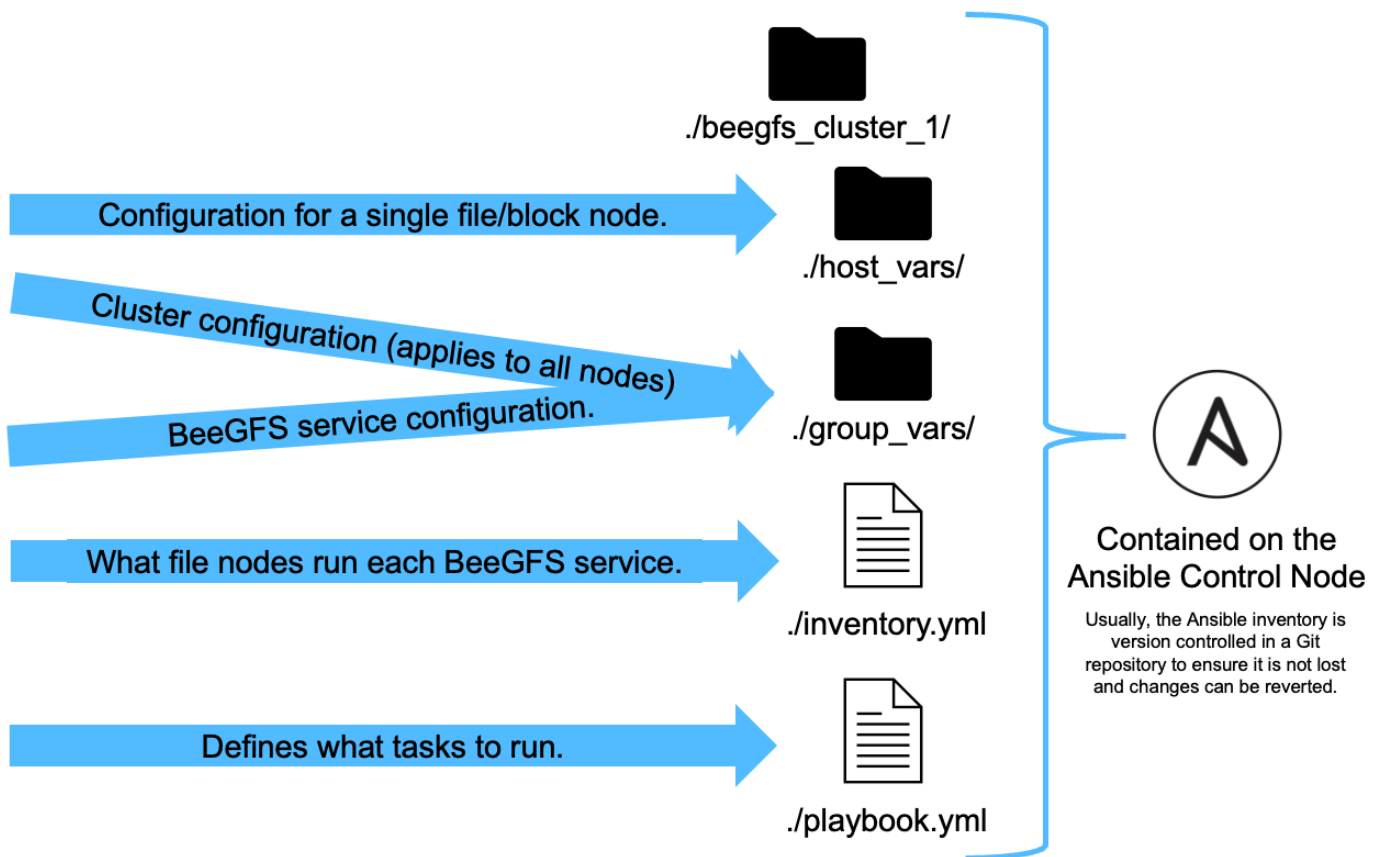 ./beegfs_cluster_1/
Configuration for a single file/block node.
./host_vars/
Cluster configuration (applies to all nodes)
BeeGFS service configuration.
./group_vars/
What file nodes run each BeeGFS service.
./inventory.yml
Defines what tasks to run.
./playbook.yml
Contained on the
Ansible Control Node
Usually, the Ansible inventory is
version controlled in a Git
repository to ensure it is not lost
and changes can be reverted.